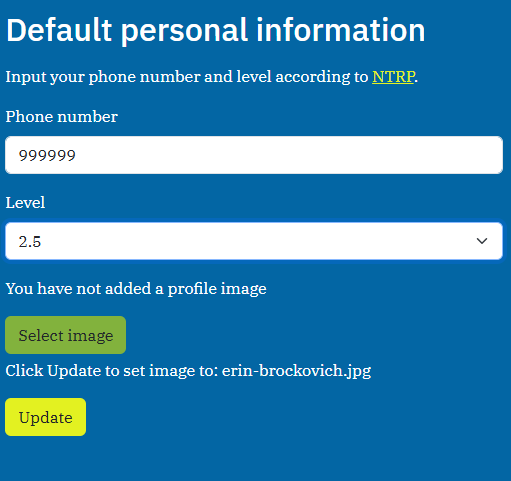 Default personal information
Input your phone number and level according to NTRP.
Phone number
999999
Level
2.5
You have not added a profile image
Select image
Click Update to set image to: erin-brockovich.jpg
Update